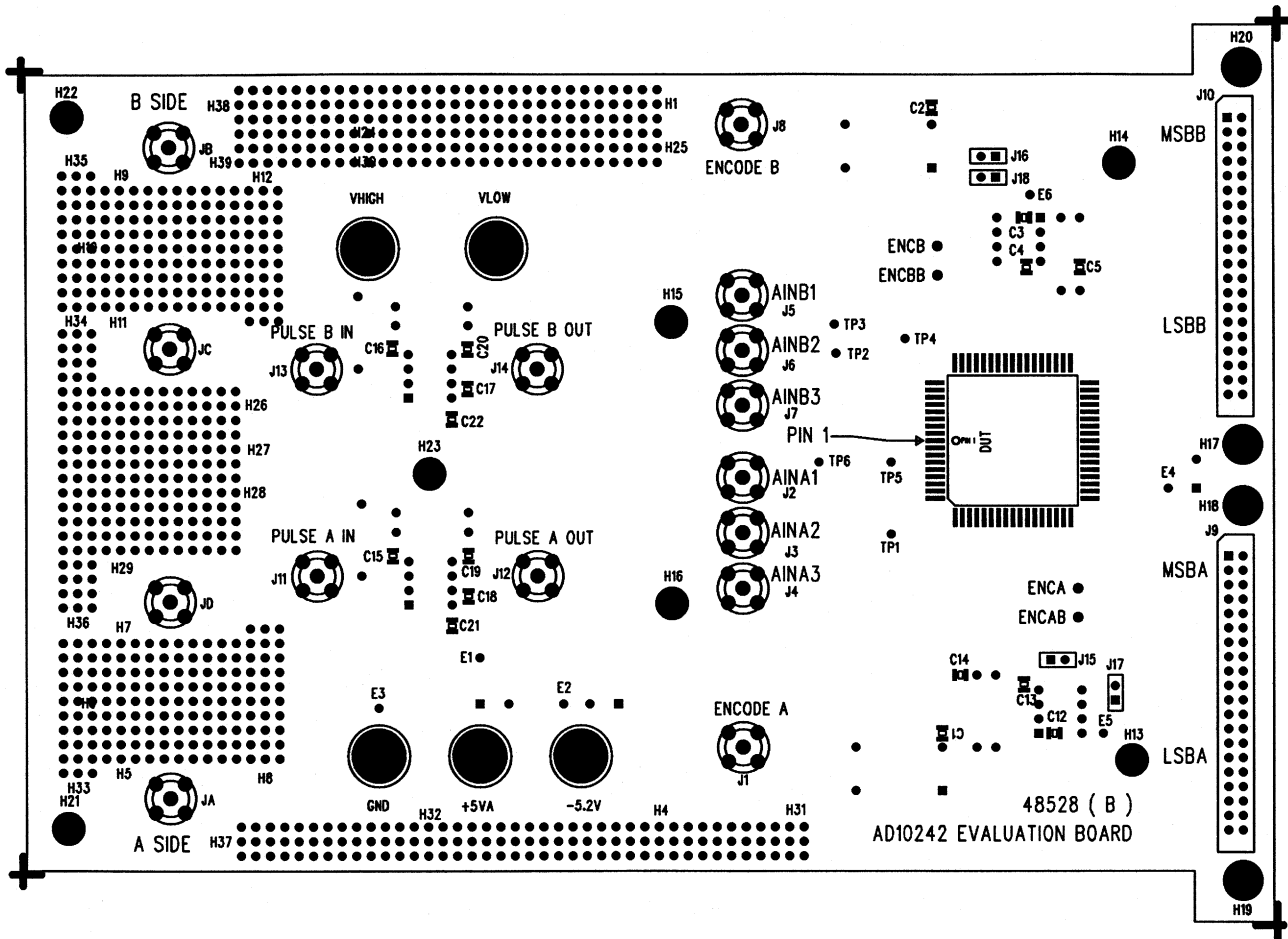 H20
J10
H22
B SIDE
H38
H1
C2
MSBB
H24
JB
J8
H14
H39
H30
H25
ENCODE B
J16
H35
J18
H9
H12
E6
VHIGH
VLOW
C3
ENCB
C4
ENCBB
C5
H15
AINB1
J5
H11
H34
TP3
LSBB
PULSE B IN
PULSE B OUT
TP4
C16
C20
AINB2
JC
TP2
J13
J14
J6
C17
AINB3
H26
J7
C22
PIN 1
PIN 1
DUT
H23
H17
H27
TP6
AINA1
TP5
E4
H28
J2
H18
AINA2
J9
PULSE A IN
PULSE A OUT
TP1
J3
C15
H29
C19
AINA3
MSBA
J11
J12
H16
J4
ENCA
JD
C18
H36
ENCAB
H7
C21
E1
C14
J15
J17
E3
E2
C13
ENCODE A
C12
E5
C1
H13
LSBA
H5
H8
J1
H33
H21
JA
GND
+5VA
-5.2V
48528 ( B )
H32
H4
H31
A SIDE
H37
AD10242 EVALUATION BOARD
H19